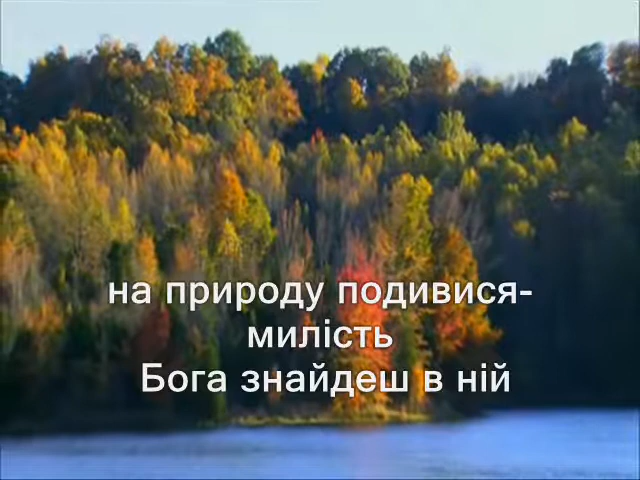 на природу подивися-
милість
Бога знайдеш в ній